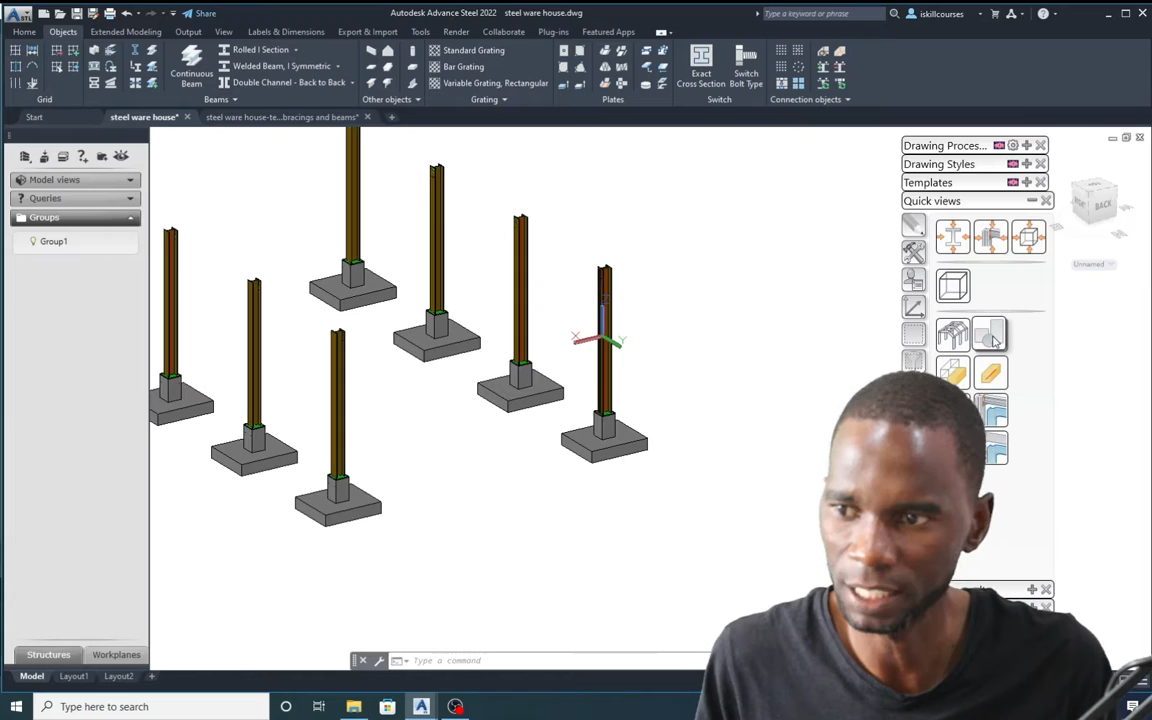 Share
Autodesk Advance Steel 2022 steel ware house.dwg
Type a keyword or phrase
iskillcourses
Home Objects Extended Modeling Output View Labels & Dimensions Export & Import Tools Render Collaborate Plug-ins Featured Apps
Continuous Beam
Rolled I Section
Welded Beam, I Symmetric
Double Channel - Back to Back
Standard Grating
Bar Grating
Variable Grating, Rectangular
Exact Cross Section
Switch Bolt Type
Grid Beams Other objects Grating Plates Switch Connection objects
Start steel ware house* steel ware house-te...bracings and beams*
Model views
Queries
Groups
Group1
Drawing Proces...
Drawing Styles
Templates
Quick views
BACK
Unnamed
X
Y
Structures Workplanes
Type a command
Model Layout1 Layout2
Type here to search